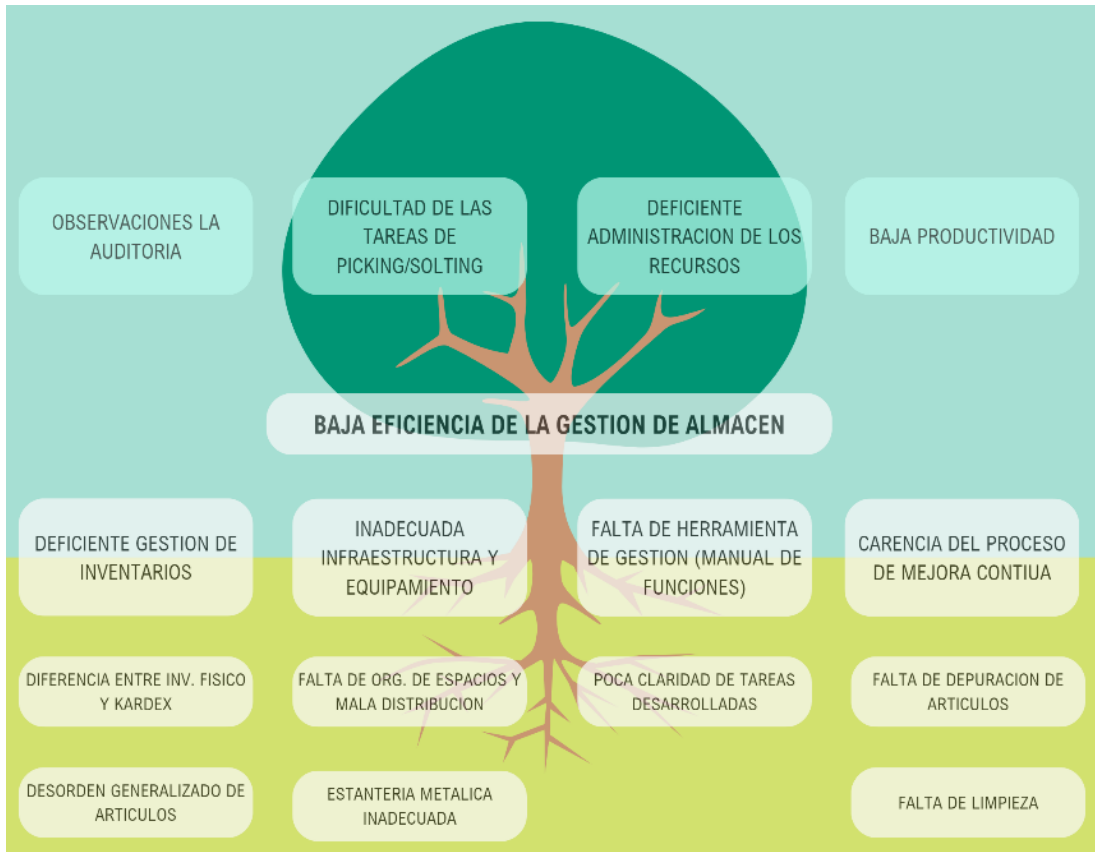 OBSERVACIONES LA
AUDITORIA
DIFICULTAD DE LAS
TAREAS DE
PICKING/SOLTING
DEFICIENTE
ADMINISTRACION DE LOS
RECURSOS
BAJA PRODUCTIVIDAD
BAJA EFICIENCIA DE LA GESTION DE ALMACEN
DEFICIENTE GESTION DE
INVENTARIOS
INADECUADA
INFRAESTRUCTURA Y
EQUIPAMIENTO
FALTA DE HERRAMIENTA
DE GESTION (MANUAL DE
FUNCIONES)
CARENCIA DEL PROCESO
DE MEJORA CONTIUA
DIFERENCIA ENTRE INV. FISICO
Y KARDEX
FALTA DE ORG. DE ESPACIOS Y
MALA DISTRIBUCION
POCA CLARIDAD DE TAREAS
DESARROLLADAS
FALTA DE DEPURACION DE
ARTICULOS
DESORDEN GENERALIZADO DE
ARTICULOS
ESTANTERIA METALICA
INADECUADA
FALTA DE LIMPIEZA